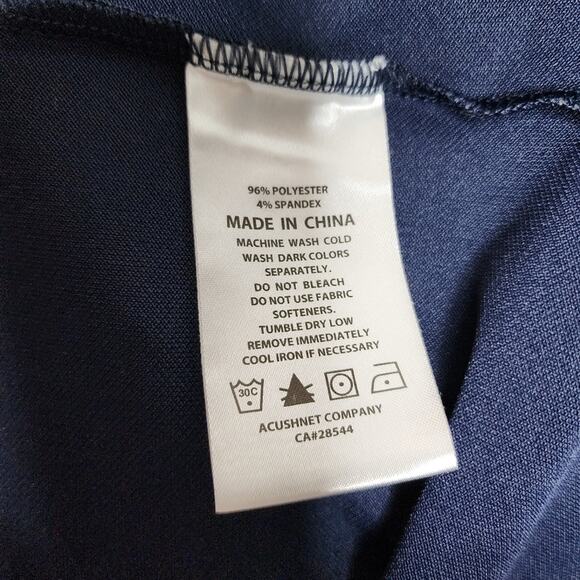 96% POLYESTER
4% SPANDEX
MADE IN CHINA
MACHINE WASH COLD
WASH DARK COLORS
SEPARATELY.
DO NOT BLEACH
DO NOT USE FABRIC
SOFTENERS.
TUMBLE DRY LOW
REMOVE IMMEDIATELY
COOL IRON IF NECESSARY
30C
ACUSHNET COMPANY
CA#28544